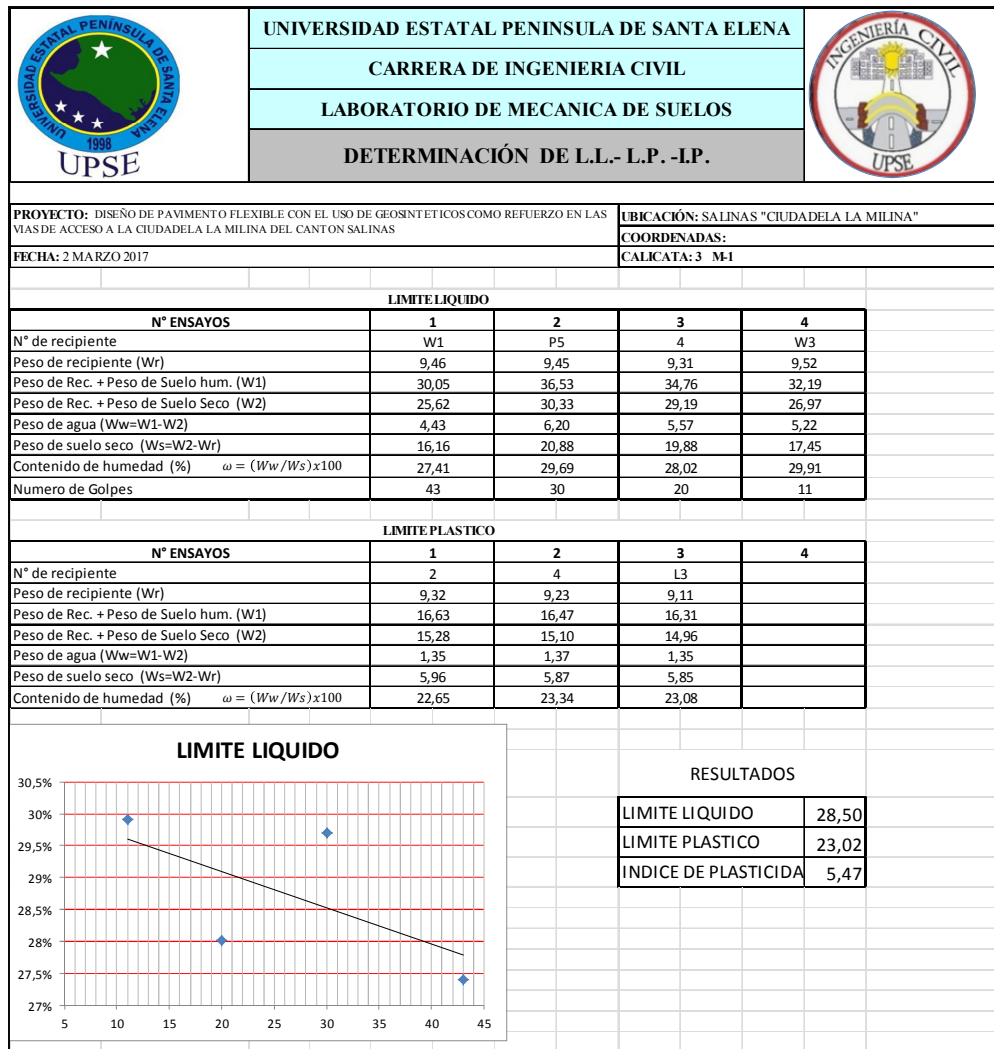 UNIVERSIDAD ESTATAL PENÍNSULA DE SANTA ELENA
1998
UPSE
UNIVERSIDAD ESTATAL PENINSULA DE SANTA ELENA
CARRERA DE INGENIERIA CIVIL
LABORATORIO DE MECANICA DE SUELOS
DETERMINACIÓN DE L.L.- L.P. -I.P.
INGENIERÍA CIVIL
UPSE
PROYECTO: DISEÑO DE PAVIMENTO FLEXIBLE CON EL USO DE GEOSINTETICOS COMO REFUERZO EN LAS
VIAS DE ACCESO A LA CIUDADELA LA MILINA DEL CANTON SALINAS
UBICACIÓN: SALINAS "CIUDADELA LA MILINA"
COORDENADAS:
FECHA: 2 MARZO 2017
CALICATA: 3 M-1
LIMITE LIQUIDO
N° ENSAYOS 1 2 3 4
N° de recipiente W1 P5 4 W3
Peso de recipiente (Wr) 9,46 9,45 9,31 9,52
Peso de Rec. + Peso de Suelo hum. (W1) 30,05 36,53 34,76 32,19
Peso de Rec. + Peso de Suelo Seco (W2) 25,62 30,33 29,19 26,97
Peso de agua (Ww=W1-W2) 4,43 6,20 5,57 5,22
Peso de suelo seco (Ws=W2-Wr) 16,16 20,88 19,88 17,45
Contenido de humedad (%) ω = (Ww/Ws)x100 27,41 29,69 28,02 29,91
Numero de Golpes 43 30 20 11
LIMITE PLASTICO
N° ENSAYOS 1 2 3 4
N° de recipiente 2 4 L3
Peso de recipiente (Wr) 9,32 9,23 9,11
Peso de Rec. + Peso de Suelo hum. (W1) 16,63 16,47 16,31
Peso de Rec. + Peso de Suelo Seco (W2) 15,28 15,10 14,96
Peso de agua (Ww=W1-W2) 1,35 1,37 1,35
Peso de suelo seco (Ws=W2-Wr) 5,96 5,87 5,85
Contenido de humedad (%) ω = (Ww/Ws)x100 22,65 23,34 23,08
LIMITE LIQUIDO
30,5%
30%
29,5%
29%
28,5%
28%
27,5%
27%
5 10 15 20 25 30 35 40 45
RESULTADOS
LIMITE LIQUIDO 28,50
LIMITE PLASTICO 23,02
INDICE DE PLASTICIDA 5,47